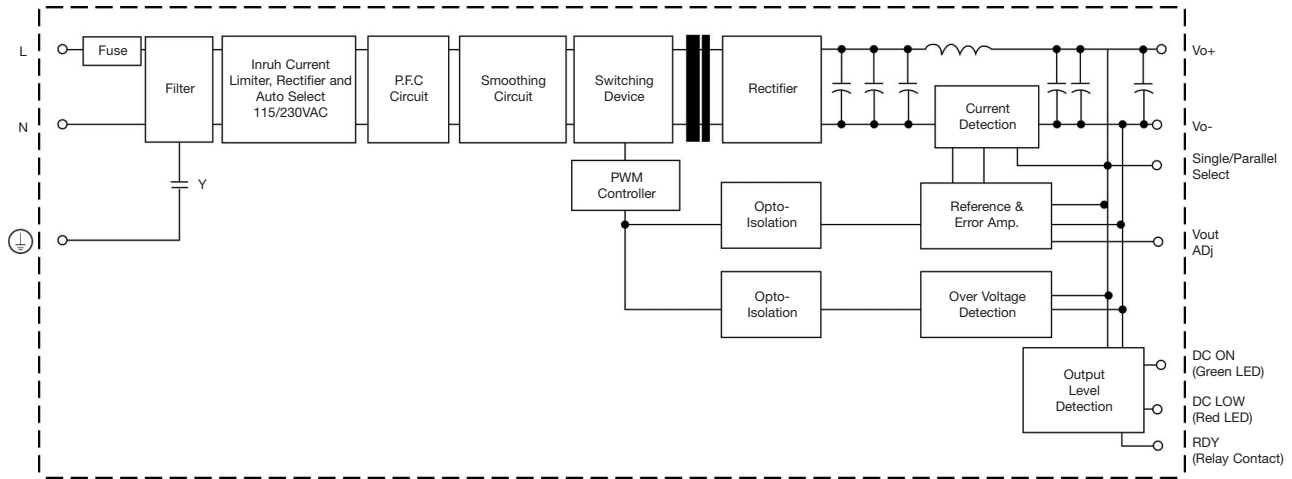 L
Fuse
Filter
Inruh Current
Limiter, Rectifier and
Auto Select
115/230VAC
P.F.C
Circuit
Smoothing
Circuit
Switching
Device
Rectifier
Current
Detection
Vo+
N
Vo-
Single/Parallel
Select
Y
PWM
Controller
Opto-
Isolation
Reference &
Error Amp.
Vout
ADj
Opto-
Isolation
Over Voltage
Detection
Output
Level
Detection
DC ON
(Green LED)
DC LOW
(Red LED)
RDY
(Relay Contact)